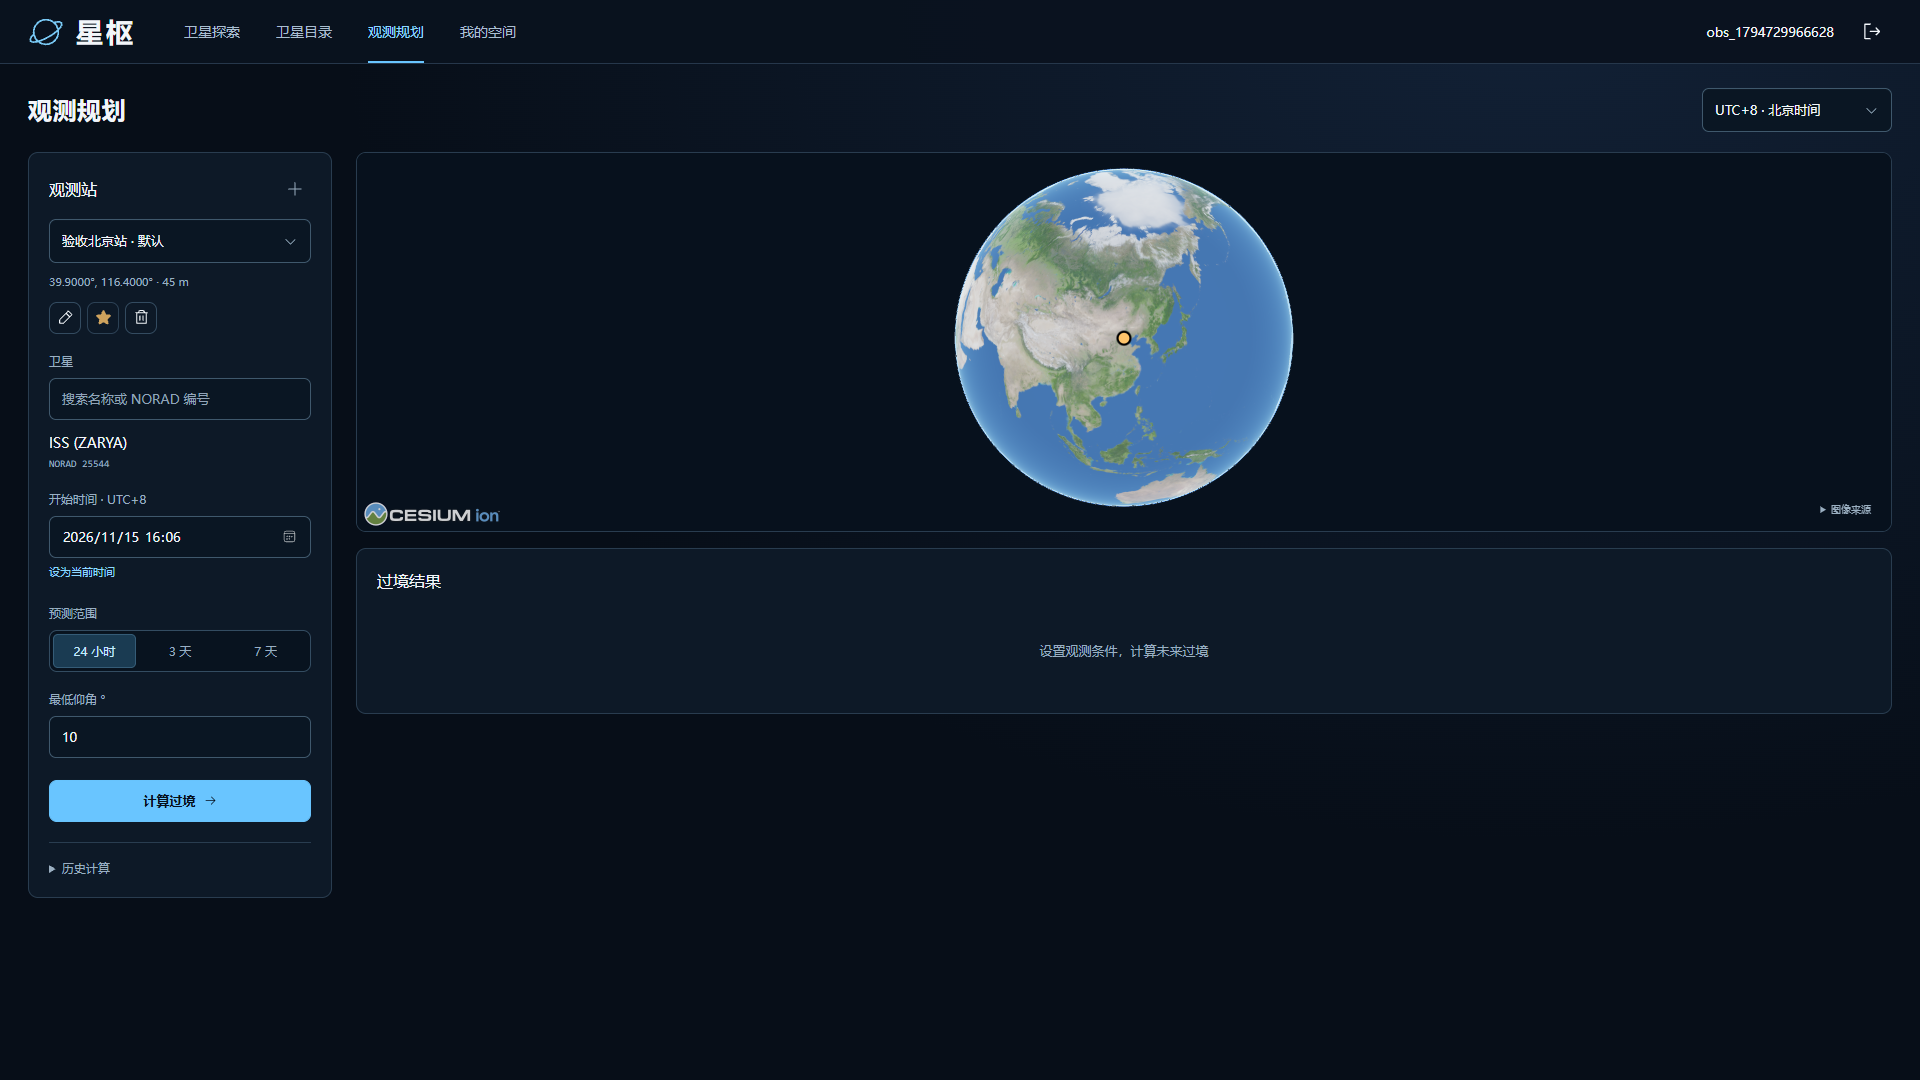 星枢
卫星探索
卫星目录
观测规划
我的空间
obs_1794729966628
观测规划
UTC+8 · 北京时间
观测站
验收北京站 · 默认
39.9000°, 116.4000° · 45 m
卫星
搜索名称或 NORAD 编号
ISS (ZARYA)
NORAD 25544
开始时间 · UTC+8
2026/11/15 16:06
设为当前时间
预测范围
24 小时
3 天
7 天
最低仰角 °
10
计算过境 →
历史计算
CESIUM ion
图像来源
过境结果
设置观测条件，计算未来过境